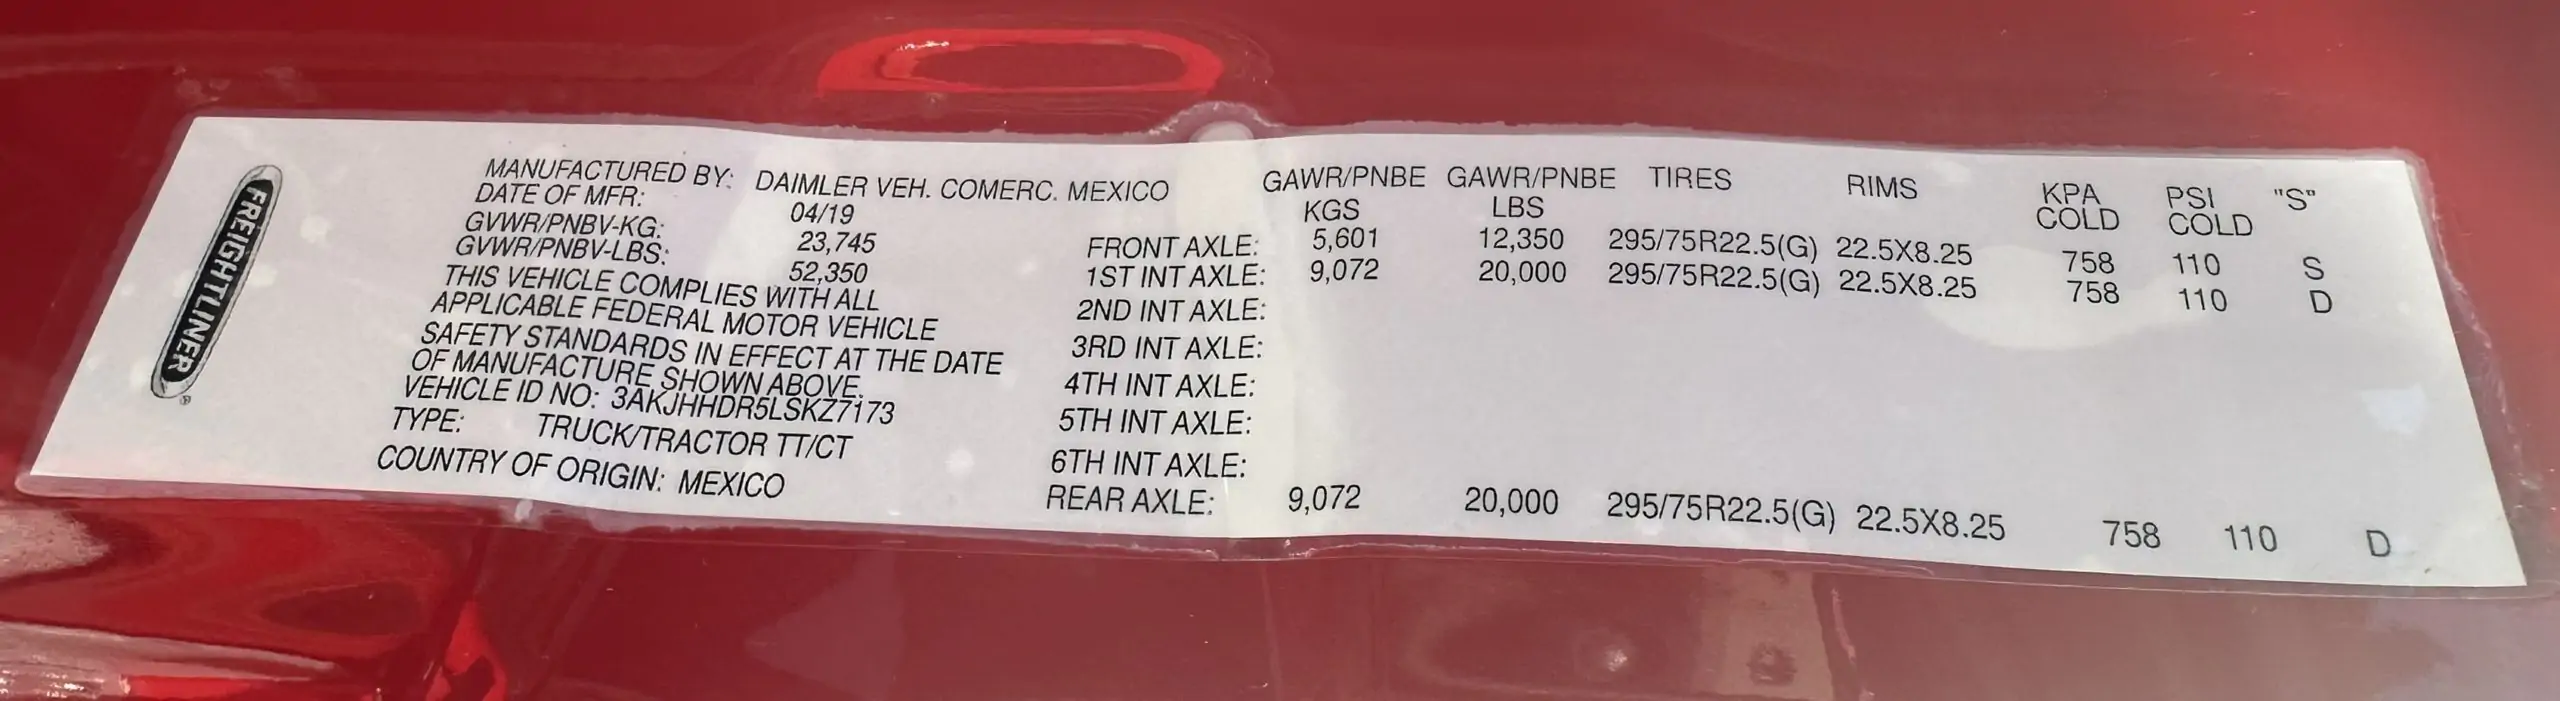 FREIGHTLINER
®
MANUFACTURED BY: DAIMLER VEH. COMERC. MEXICO
DATE OF MFR: 04/19
GVWR/PNBV-KG: 23,745
GVWR/PNBV-LBS: 52,350
THIS VEHICLE COMPLIES WITH ALL
APPLICABLE FEDERAL MOTOR VEHICLE
SAFETY STANDARDS IN EFFECT AT THE DATE
OF MANUFACTURE SHOWN ABOVE.
VEHICLE ID NO: 3AKJHHDR5LSKZ7173
TYPE: TRUCK/TRACTOR TT/CT
COUNTRY OF ORIGIN: MEXICO
GAWR/PNBE GAWR/PNBE TIRES RIMS KPA PSI "S"
KGS LBS COLD COLD
FRONT AXLE: 5,601 12,350 295/75R22.5(G) 22.5X8.25 758 110 S
1ST INT AXLE: 9,072 20,000 295/75R22.5(G) 22.5X8.25 758 110 D
2ND INT AXLE:
3RD INT AXLE:
4TH INT AXLE:
5TH INT AXLE:
6TH INT AXLE:
REAR AXLE: 9,072 20,000 295/75R22.5(G) 22.5X8.25 758 110 D